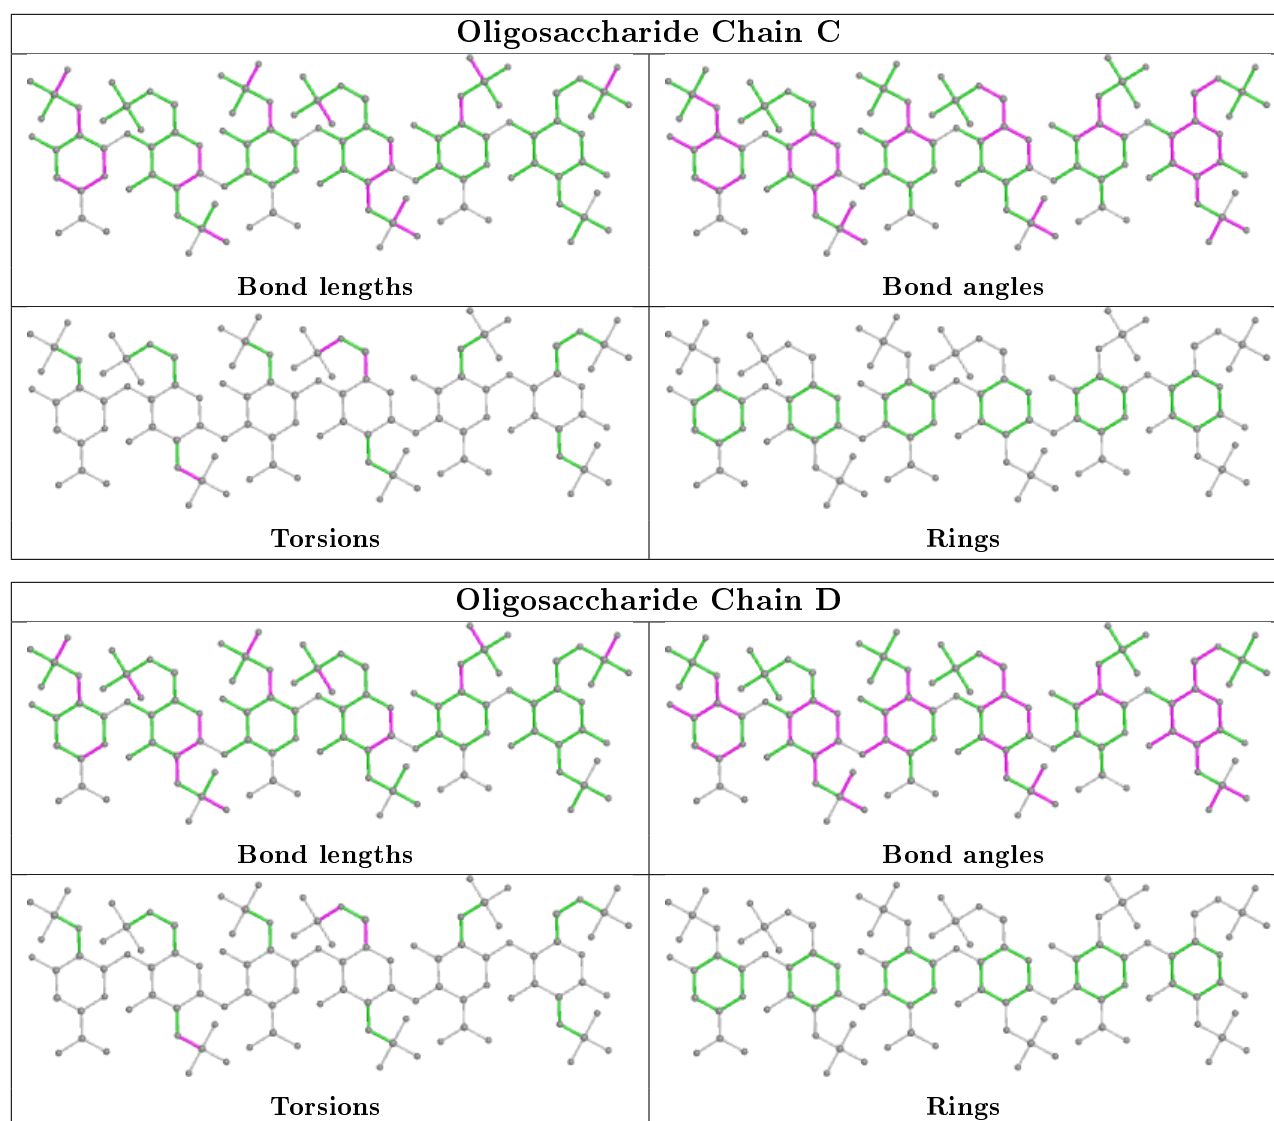 Oligosaccharide Chain C
Bond lengths
Bond angles
Torsions
Rings
Oligosaccharide Chain D
Bond lengths
Bond angles
Torsions
Rings